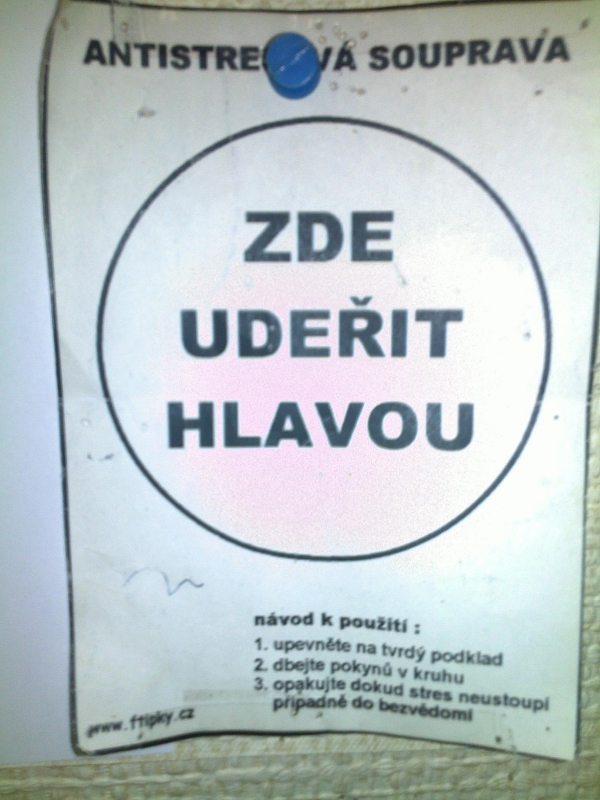 ANTISTRESOVÁ SOUPRAVA
ZDE
UDEŘIT
HLAVOU
návod k použití :
1. upevněte na tvrdý podklad
2. dbejte pokynů v kruhu
3. opakujte dokud stres neustoupí
případně do bezvědomí
www.ftipky.cz